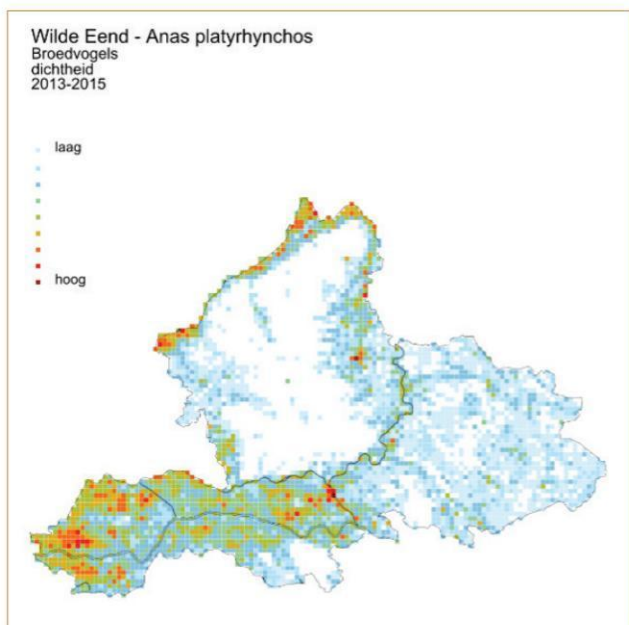 Wilde Eend - Anas platyrhynchos
Broedvogels
dichtheid
2013-2015
laag
hoog